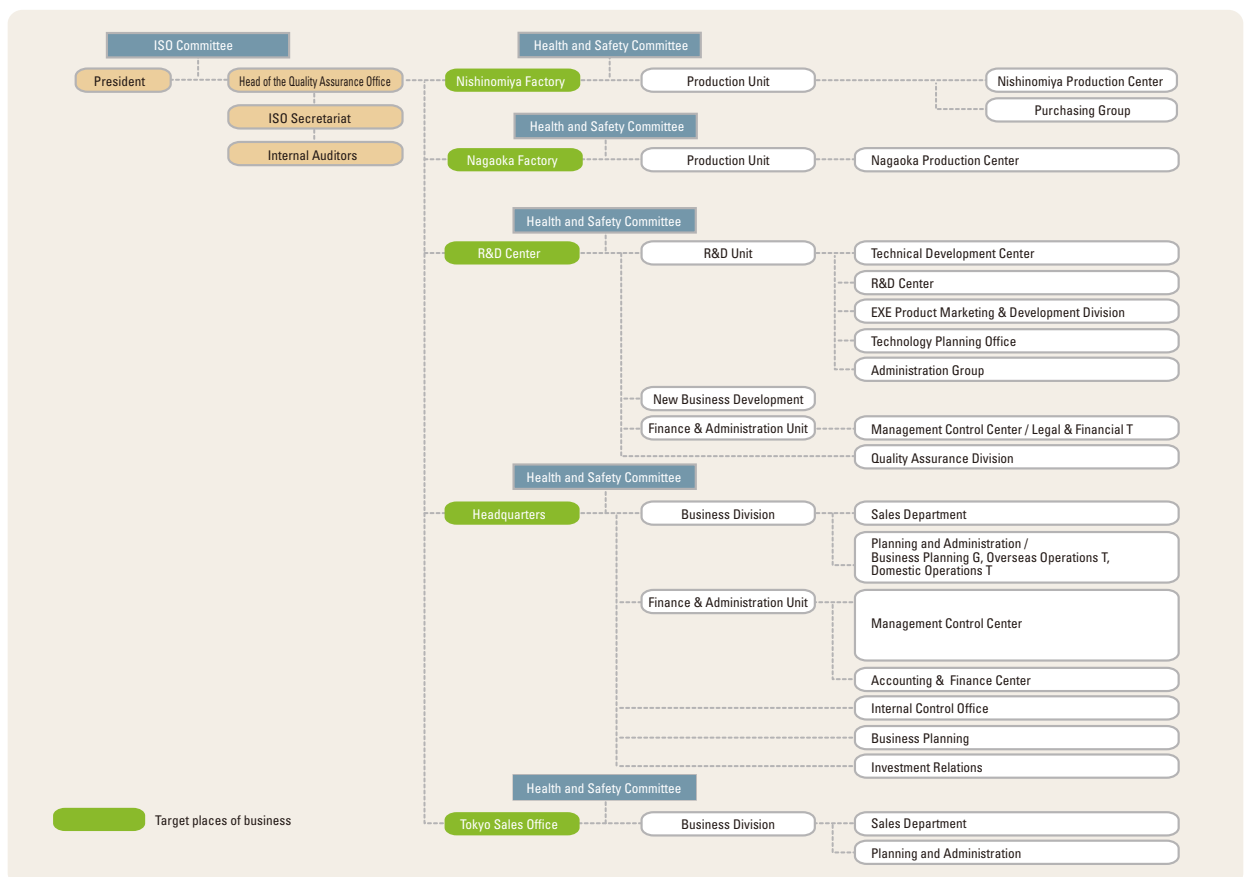 ISO Committee
Health and Safety Committee
President
Head of the Quality Assurance Office
Nishinomiya Factory
Production Unit
Nishinomiya Production Center
ISO Secretariat
Purchasing Group
Health and Safety Committee
Internal Auditors
Nagaoka Factory
Production Unit
Nagaoka Production Center
Health and Safety Committee
R&D Center
R&D Unit
Technical Development Center
R&D Center
EXE Product Marketing & Development Division
Technology Planning Office
Administration Group
New Business Development
Finance & Administration Unit
Management Control Center / Legal & Financial T
Quality Assurance Division
Health and Safety Committee
Headquarters
Business Division
Sales Department
Planning and Administration /
Business Planning G, Overseas Operations T,
Domestic Operations T
Finance & Administration Unit
Management Control Center
Accounting & Finance Center
Internal Control Office
Business Planning
Investment Relations
Health and Safety Committee
Target places of business
Tokyo Sales Office
Business Division
Sales Department
Planning and Administration